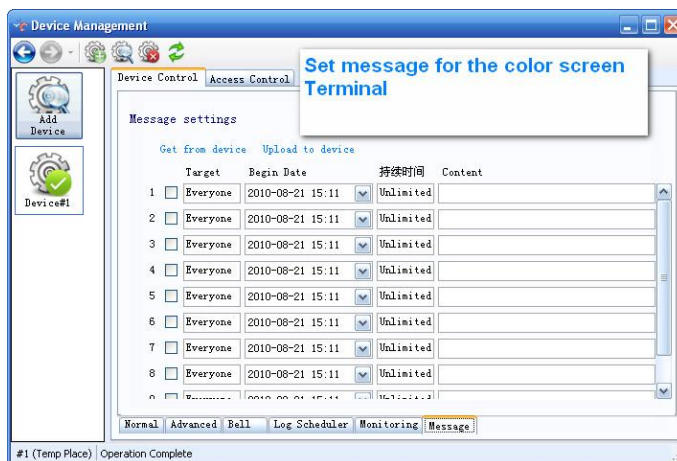 Device Management
Set message for the color screen
Terminal
Device Control Access Control
Add
Device
Device#1
Message settings
Get from device Upload to device
Target Begin Date 持续时间 Content
1 Everyone 2010-08-21 15:11 Unlimited
2 Everyone 2010-08-21 15:11 Unlimited
3 Everyone 2010-08-21 15:11 Unlimited
4 Everyone 2010-08-21 15:11 Unlimited
5 Everyone 2010-08-21 15:11 Unlimited
6 Everyone 2010-08-21 15:11 Unlimited
7 Everyone 2010-08-21 15:11 Unlimited
8 Everyone 2010-08-21 15:11 Unlimited
Normal Advanced Bell Log Scheduler Monitoring Message
#1 (Temp Place) Operation Complete